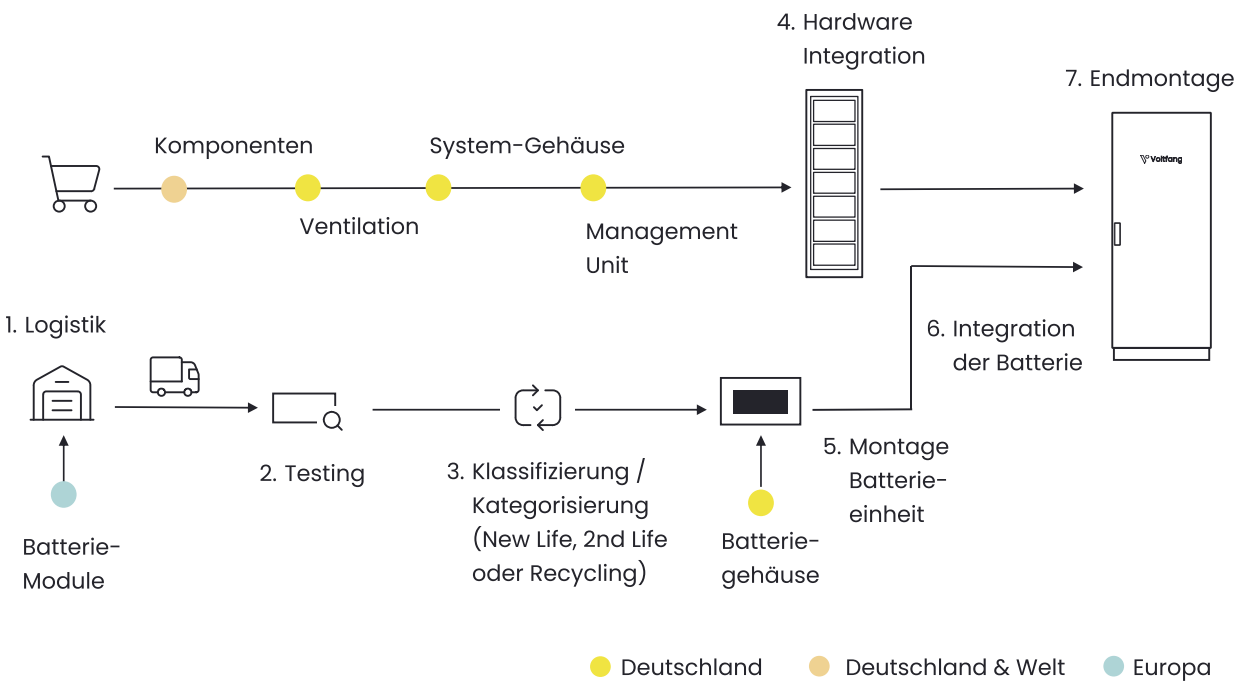 4. Hardware
Integration
7. Endmontage
Voltfang
Komponenten
System-Gehäuse
Ventilation
Management
Unit
1. Logistik
6. Integration
der Batterie
2. Testing
3. Klassifizierung /
Kategorisierung
(New Life, 2nd Life
oder Recycling)
5. Montage
Batterie-
einheit
Batterie-
Module
Batterie-
gehäuse
Deutschland
Deutschland & Welt
Europa